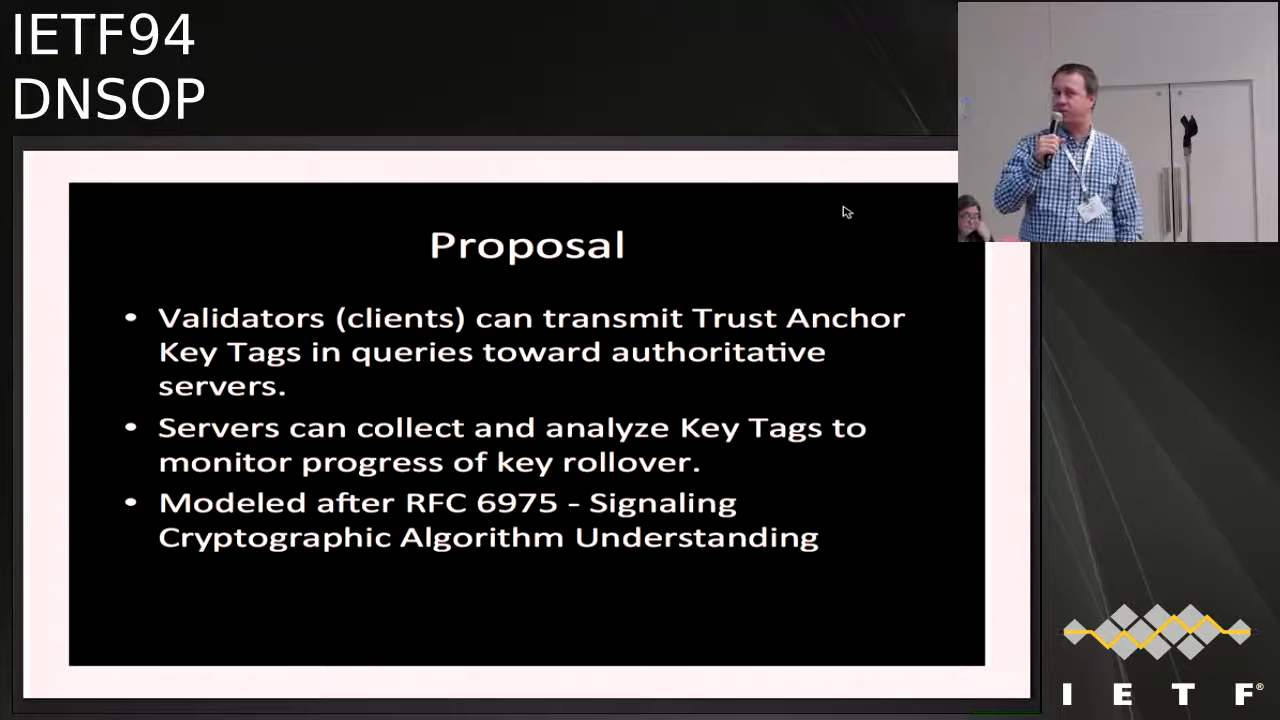 IETF94
DNSOP
Proposal
• Validators (clients) can transmit Trust Anchor
Key Tags in queries toward authoritative
servers.
• Servers can collect and analyze Key Tags to
monitor progress of key rollover.
• Modeled after RFC 6975 - Signaling
Cryptographic Algorithm Understanding
I E T F®